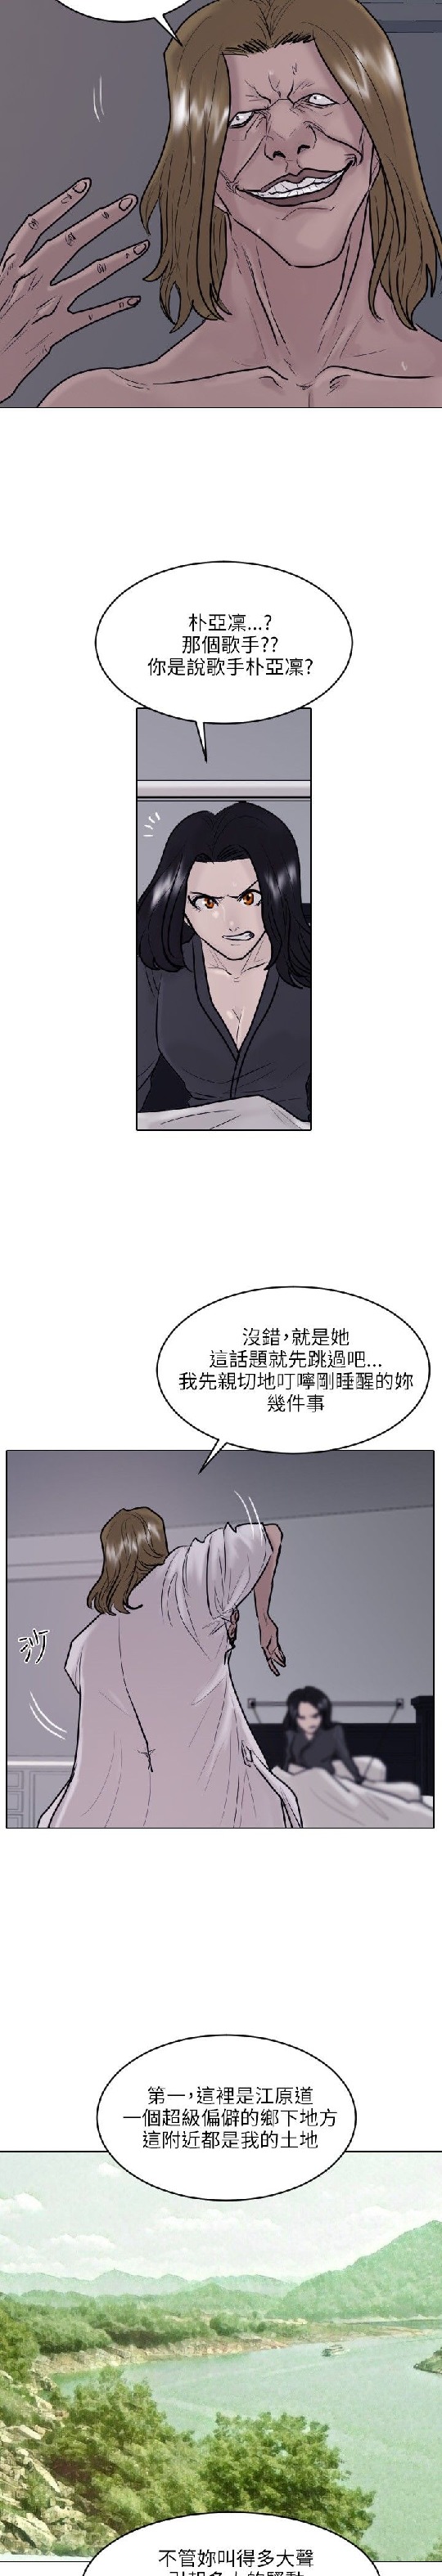 朴亞凜...?
那個歌手??
你是說歌手朴亞凜?
沒錯,就是她
這話題就先跳過吧...
我先親切地叮嚀剛睡醒的妳
幾件事
沙
第一,這裡是江原道
一個超級偏僻的鄉下地方
這附近都是我的土地
不管妳叫得多大聲